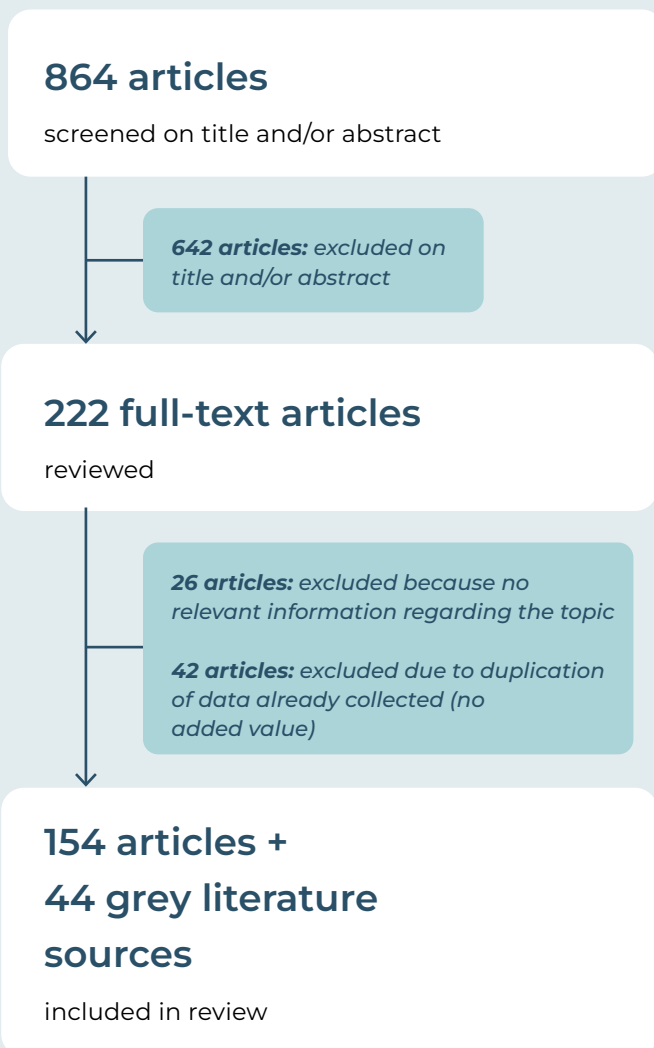 864 articles
screened on title and/or abstract
642 articles: excluded on
title and/or abstract
222 full-text articles
reviewed
26 articles: excluded because no
relevant information regarding the topic
42 articles: excluded due to duplication
of data already collected (no
added value)
154 articles +
44 grey literature
sources
included in review